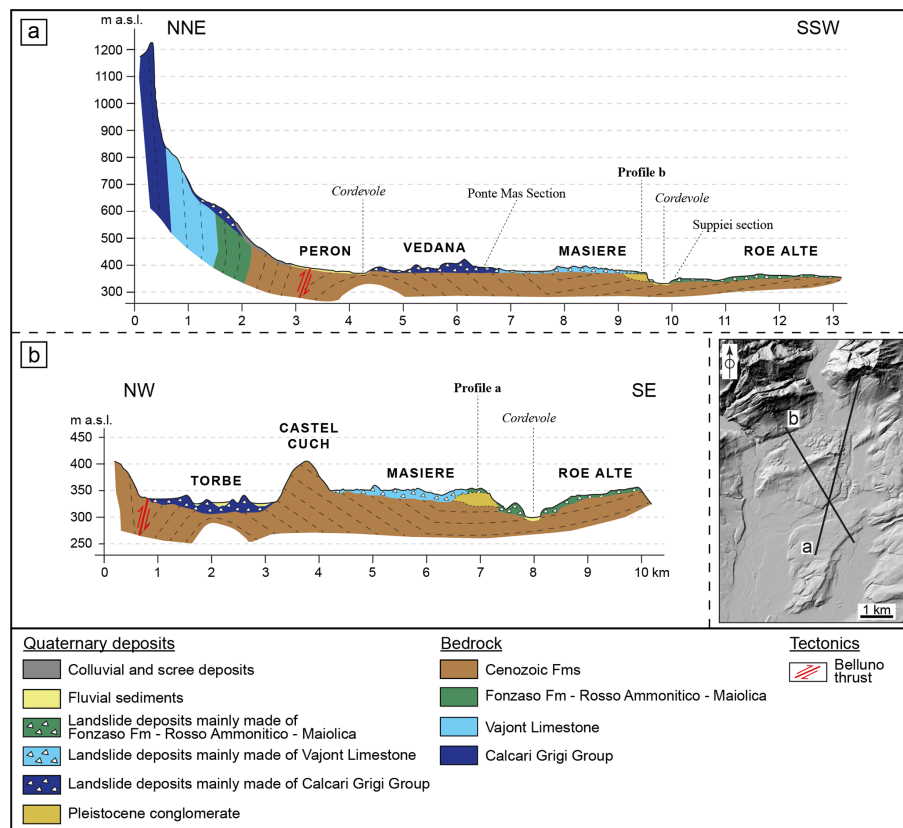 a
m a.s.l.
NNE
SSW
1200
1100
1000
900
800
700
600
500
400
300
Cordevole
Ponte Mas Section
Profile b
Cordevole
Suppiei section
PERON
VEDANA
MASIERE
ROE ALTE
0 1 2 3 4 5 6 7 8 9 10 11 12 13
b
m a.s.l.
NW
SE
450
400
350
300
250
CASTEL
CUCH
Profile a
Cordevole
TORBE
MASIERE
ROE ALTE
0 1 2 3 4 5 6 7 8 9 10 km
b
a
1 km
Quaternary deposits
Colluvial and scree deposits
Fluvial sediments
Landslide deposits mainly made of
Fonzaso Fm - Rosso Ammonitico - Maiolica
Landslide deposits mainly made of Vajont Limestone
Landslide deposits mainly made of Calcari Grigi Group
Pleistocene conglomerate
Bedrock
Cenozoic Fms
Fonzaso Fm - Rosso Ammonitico - Maiolica
Vajont Limestone
Calcari Grigi Group
Tectonics
Belluno
thrust